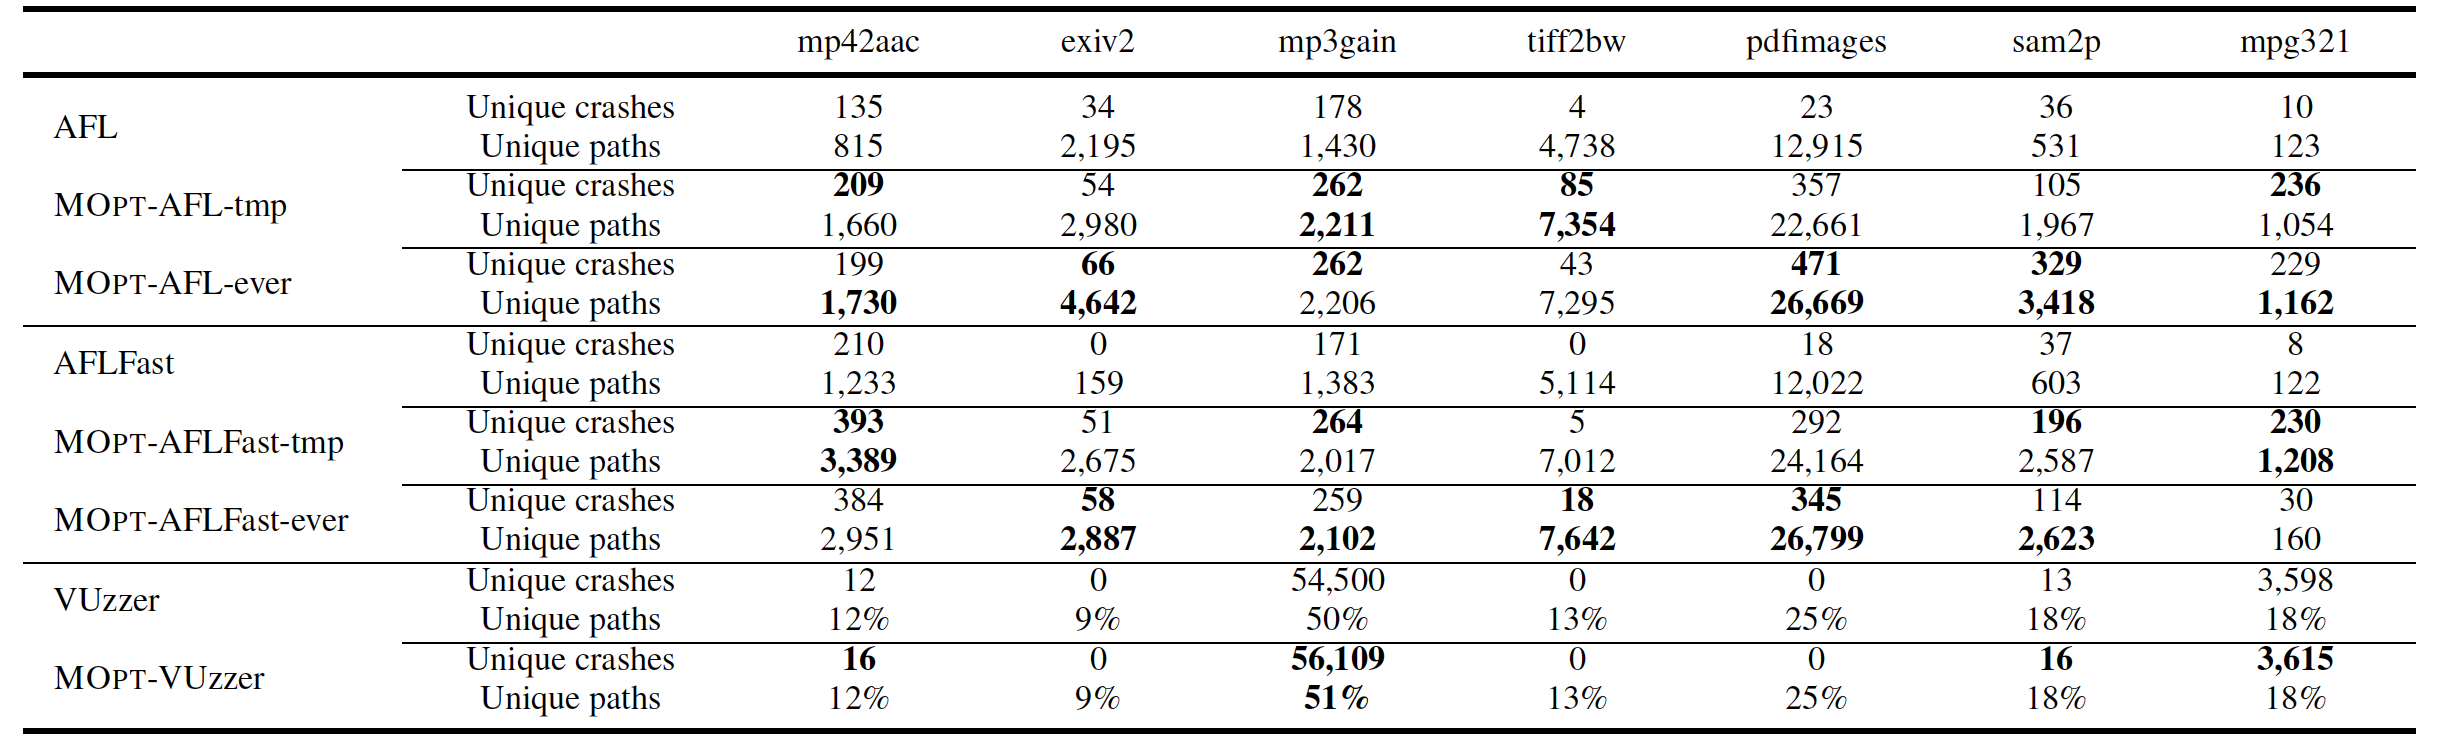 mp42aac exiv2 mp3gain tiff2bw pdfimages sam2p mpg321
AFL
Unique crashes 135 34 178 4 23 36 10
Unique paths 815 2,195 1,430 4,738 12,915 531 123
MOPT-AFL-tmp
Unique crashes 209 54 262 85 357 105 236
Unique paths 1,660 2,980 2,211 7,354 22,661 1,967 1,054
MOPT-AFL-ever
Unique crashes 199 66 262 43 471 329 229
Unique paths 1,730 4,642 2,206 7,295 26,669 3,418 1,162
AFLFast
Unique crashes 210 0 171 0 18 37 8
Unique paths 1,233 159 1,383 5,114 12,022 603 122
MOPT-AFLFast-tmp
Unique crashes 393 51 264 5 292 196 230
Unique paths 3,389 2,675 2,017 7,012 24,164 2,587 1,208
MOPT-AFLFast-ever
Unique crashes 384 58 259 18 345 114 30
Unique paths 2,951 2,887 2,102 7,642 26,799 2,623 160
VUzzer
Unique crashes 12 0 54,500 0 0 13 3,598
Unique paths 12% 9% 50% 13% 25% 18% 18%
MOPT-VUzzer
Unique crashes 16 0 56,109 0 0 16 3,615
Unique paths 12% 9% 51% 13% 25% 18% 18%